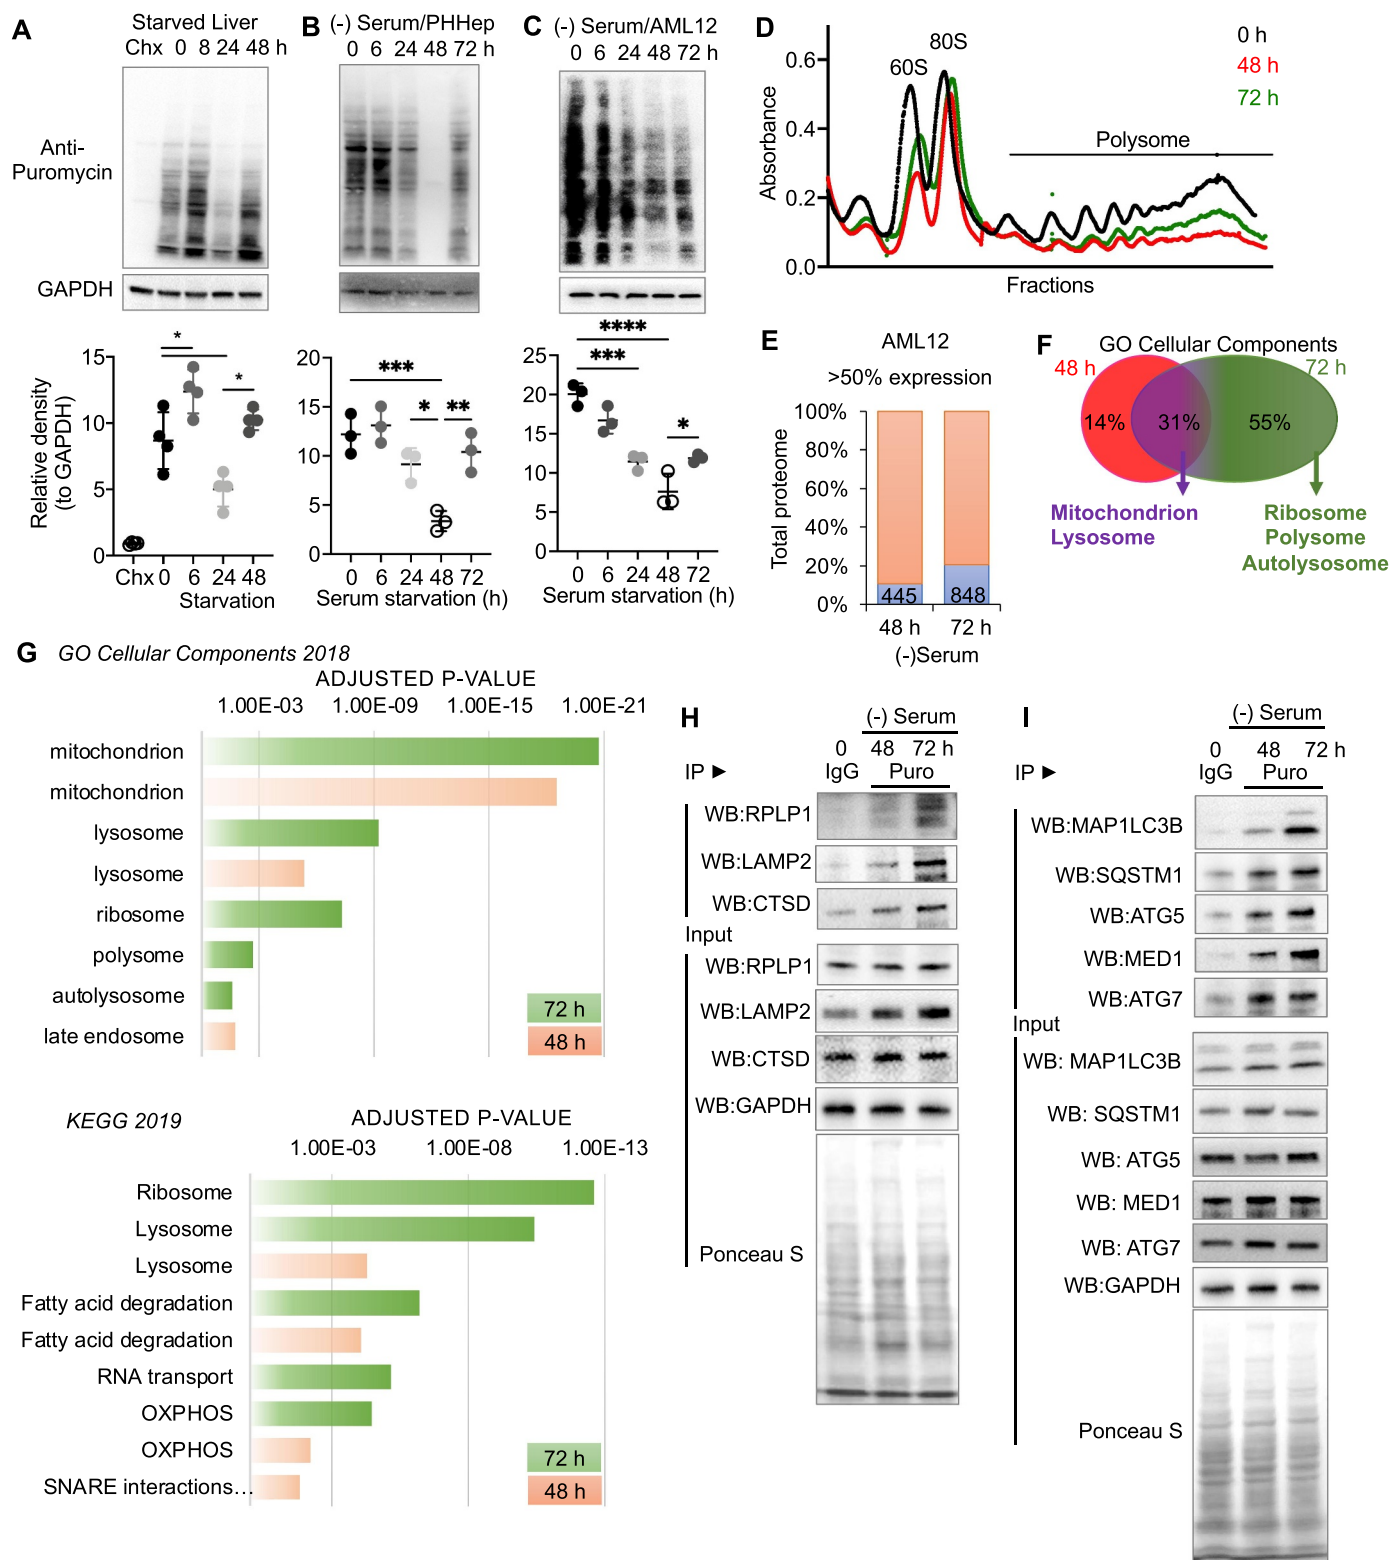 A
Starved Liver
Chx 0 8 24 48 h
Anti-
Puromycin
GAPDH
Relative density
(to GAPDH)
15
10
5
0
*
*
Chx 0 6 24 48
Starvation
B
(-) Serum/PHHep
0 6 24 48 72 h
20
15
10
5
0
***
*
**
0 6 24 48 72
Serum starvation (h)
C
(-) Serum/AML12
0 6 24 48 72 h
25
20
15
10
5
0
****
***
*
0 6 24 48 72
Serum starvation (h)
D
Absorbance
0.6
0.4
0.2
0.0
60S
80S
Polysome
0 h
48 h
72 h
Fractions
E
AML12
>50% expression
Total proteome
100%
80%
60%
40%
20%
0%
445
848
48 h
72 h
(-)Serum
F
GO Cellular Components
48 h
72 h
14%
31%
55%
Mitochondrion
Lysosome
Ribosome
Polysome
Autolysosome
G
GO Cellular Components 2018
ADJUSTED P-VALUE
1.00E-03 1.00E-09 1.00E-15 1.00E-21
mitochondrion
mitochondrion
lysosome
lysosome
ribosome
polysome
autolysosome
late endosome
72 h
48 h
KEGG 2019
ADJUSTED P-VALUE
1.00E-03 1.00E-08 1.00E-13
Ribosome
Lysosome
Lysosome
Fatty acid degradation
Fatty acid degradation
RNA transport
OXPHOS
OXPHOS
SNARE interactions...
72 h
48 h
H
(-) Serum
0 48 72 h
IP ► IgG Puro
WB:RPLP1
WB:LAMP2
WB:CTSD
Input
WB:RPLP1
WB:LAMP2
WB:CTSD
WB:GAPDH
Ponceau S
I
(-) Serum
0 48 72 h
IP ► IgG Puro
WB:MAP1LC3B
WB:SQSTM1
WB:ATG5
WB:MED1
WB:ATG7
Input
WB: MAP1LC3B
WB: SQSTM1
WB: ATG5
WB: MED1
WB: ATG7
WB:GAPDH
Ponceau S